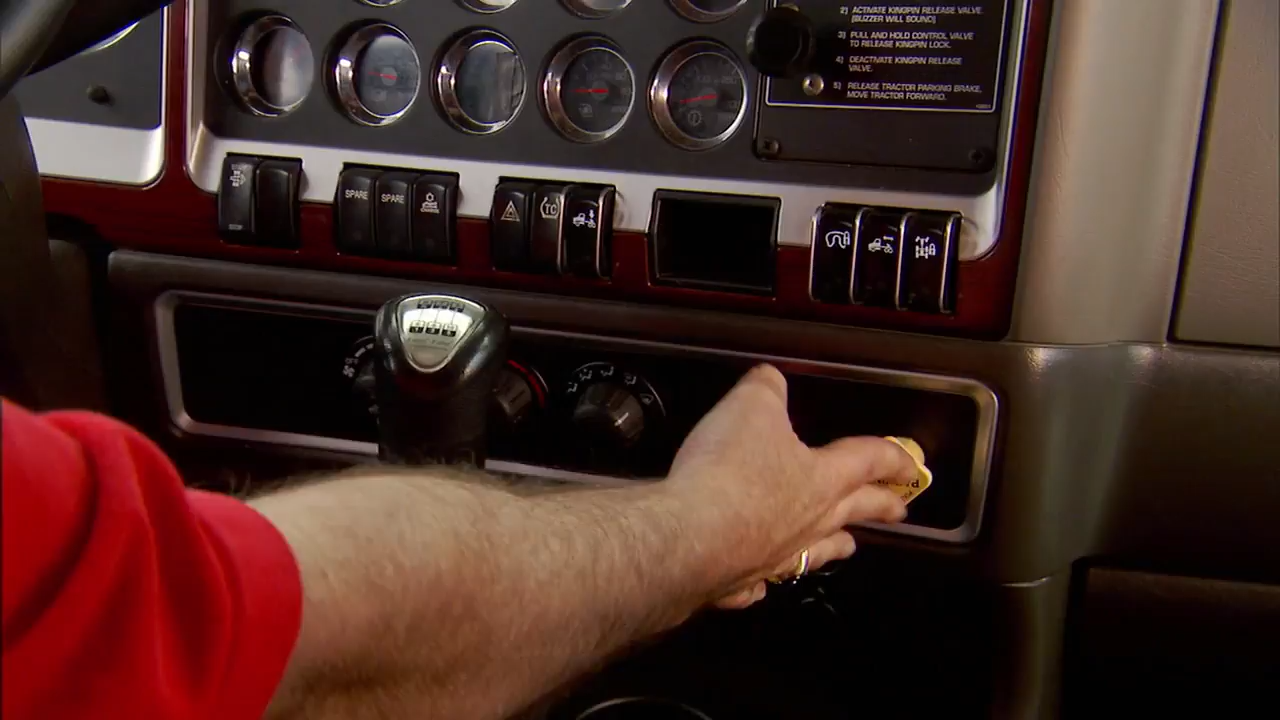 2) ACTIVATE KINGPIN RELEASE VALVE.
(BUZZER WILL SOUND)
3) PULL AND HOLD CONTROL VALVE
TO RELEASE KINGPIN LOCK.
4) DEACTIVATE KINGPIN RELEASE
VALVE.
5) RELEASE TRACTOR PARKING BRAKE,
MOVE TRACTOR FORWARD.
SPARE
SPARE
TC